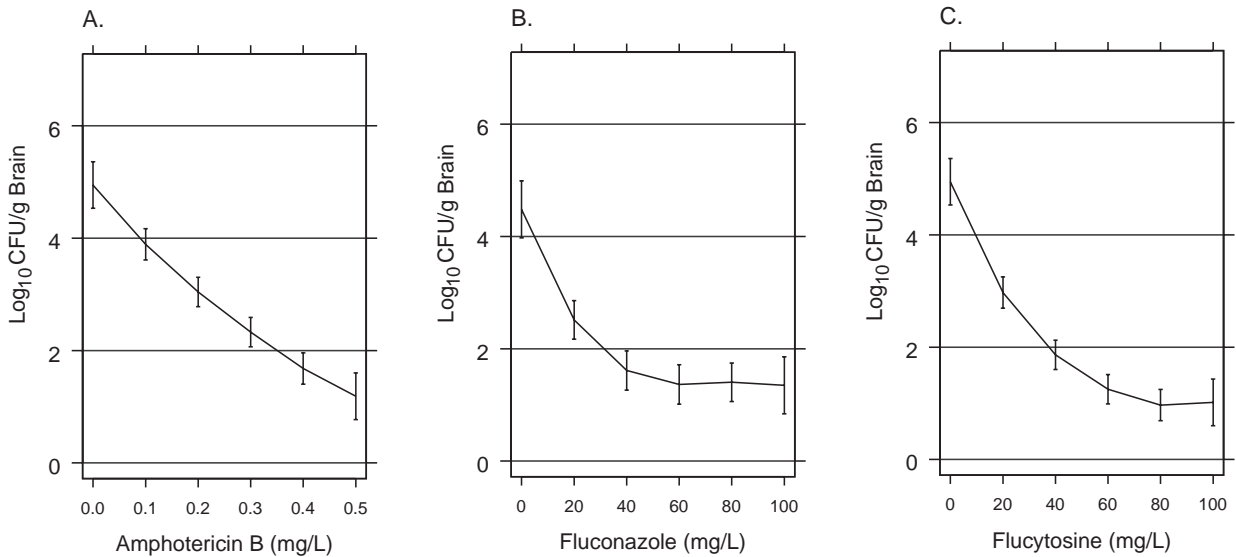 A.
Log10CFU/g Brain
6
4
2
0
0.0 0.1 0.2 0.3 0.4 0.5
Amphotericin B (mg/L)
B.
Log10CFU/g Brain
6
4
2
0
0 20 40 60 80 100
Fluconazole (mg/L)
C.
Log10CFU/g Brain
6
4
2
0
0 20 40 60 80 100
Flucytosine (mg/L)